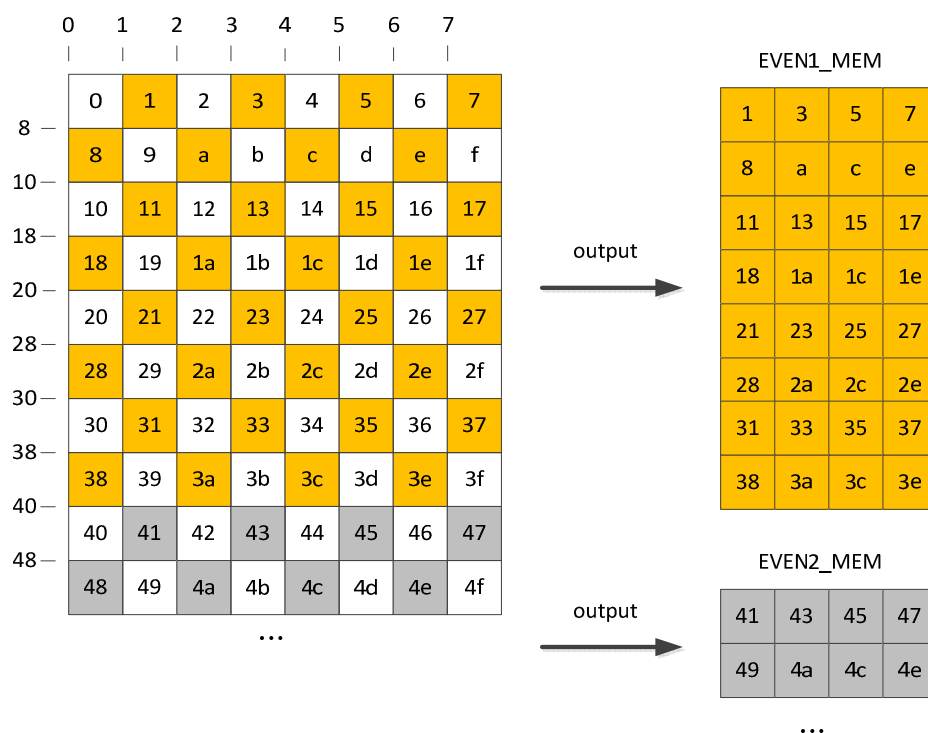 0 1 2 3 4 5 6 7
0 1 2 3 4 5 6 7
8
8 9 a b c d e f
10
10 11 12 13 14 15 16 17
18
18 19 1a 1b 1c 1d 1e 1f
20
20 21 22 23 24 25 26 27
28
28 29 2a 2b 2c 2d 2e 2f
30
30 31 32 33 34 35 36 37
38
38 39 3a 3b 3c 3d 3e 3f
40
40 41 42 43 44 45 46 47
48
48 49 4a 4b 4c 4d 4e 4f
...
output
EVEN1_MEM
1 3 5 7
8 a c e
11 13 15 17
18 1a 1c 1e
21 23 25 27
28 2a 2c 2e
31 33 35 37
38 3a 3c 3e
output
EVEN2_MEM
41 43 45 47
49 4a 4c 4e
...